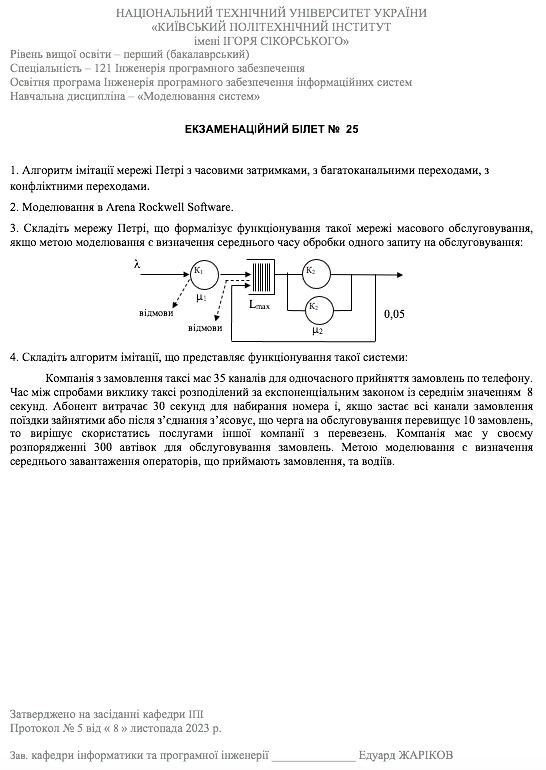 НАЦІОНАЛЬНИЙ ТЕХНІЧНИЙ УНІВЕРСИТЕТ УКРАЇНИ
«КИЇВСЬКИЙ ПОЛІТЕХНІЧНИЙ ІНСТИТУТ
імені ІГОРЯ СІКОРСЬКОГО»
Рівень вищої освіти – перший (бакалаврський)
Спеціальність – 121 Інженерія програмного забезпечення
Освітня програма Інженерія програмного забезпечення інформаційних систем
Навчальна дисципліна – «Моделювання систем»
ЕКЗАМЕНАЦІЙНИЙ БІЛЕТ № 25
1. Алгоритм імітації мережі Петрі з часовими затримками, з багатоканальними переходами, з
конфліктними переходами.
2. Моделювання в Arena Rockwell Software.
3. Складіть мережу Петрі, що формалізує функціонування такої мережі масового обслуговування,
якщо метою моделювання є визначення середнього часу обробки одного запиту на обслуговування:
λ
K1
K2
μ1
Lmax
K2
відмови
відмови
μ2
0,05
4. Складіть алгоритм імітації, що представляє функціонування такої системи:
Компанія з замовлення таксі має 35 каналів для одночасного прийняття замовлень по телефону.
Час між спробами виклику таксі розподілений за експоненціальним законом із середнім значенням 8
секунд. Абонент витрачає 30 секунд для набирання номера і, якщо застає всі канали замовлення
поїздки зайнятими або після з’єднання з’ясовує, що черга на обслуговування перевищує 10 замовлень,
то вирішує скористатись послугами іншої компанії з перевезень. Компанія має у своєму
розпорядженні 300 автівок для обслуговування замовлень. Метою моделювання є визначення
середнього завантаження операторів, що приймають замовлення, та водіїв.
Затверджено на засіданні кафедри ІПІ
Протокол № 5 від « 8 » листопада 2023 р.
Зав. кафедри інформатики та програмної інженерії _______________ Едуард ЖАРІКОВ